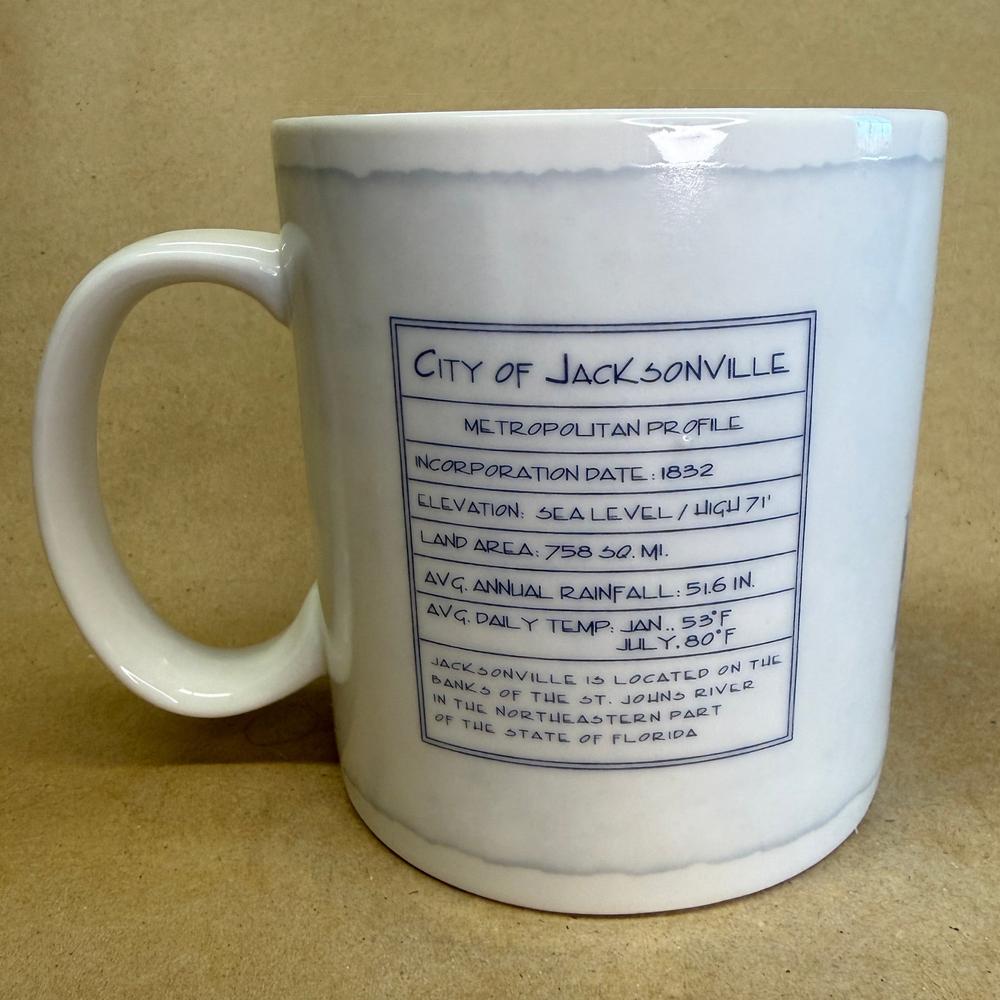 CITY OF JACKSONVILLE
METROPOLITAN PROFILE
INCORPORATION DATE: 1832
ELEVATION: SEA LEVEL / HIGH 71'
LAND AREA: 758 SQ. MI.
AVG. ANNUAL RAINFALL: 51.6 IN.
AVG. DAILY TEMP: JAN.. 53°F
JULY. 80°F
JACKSONVILLE IS LOCATED ON THE
BANKS OF THE ST. JOHNS RIVER
IN THE NORTHEASTERN PART
OF THE STATE OF FLORIDA